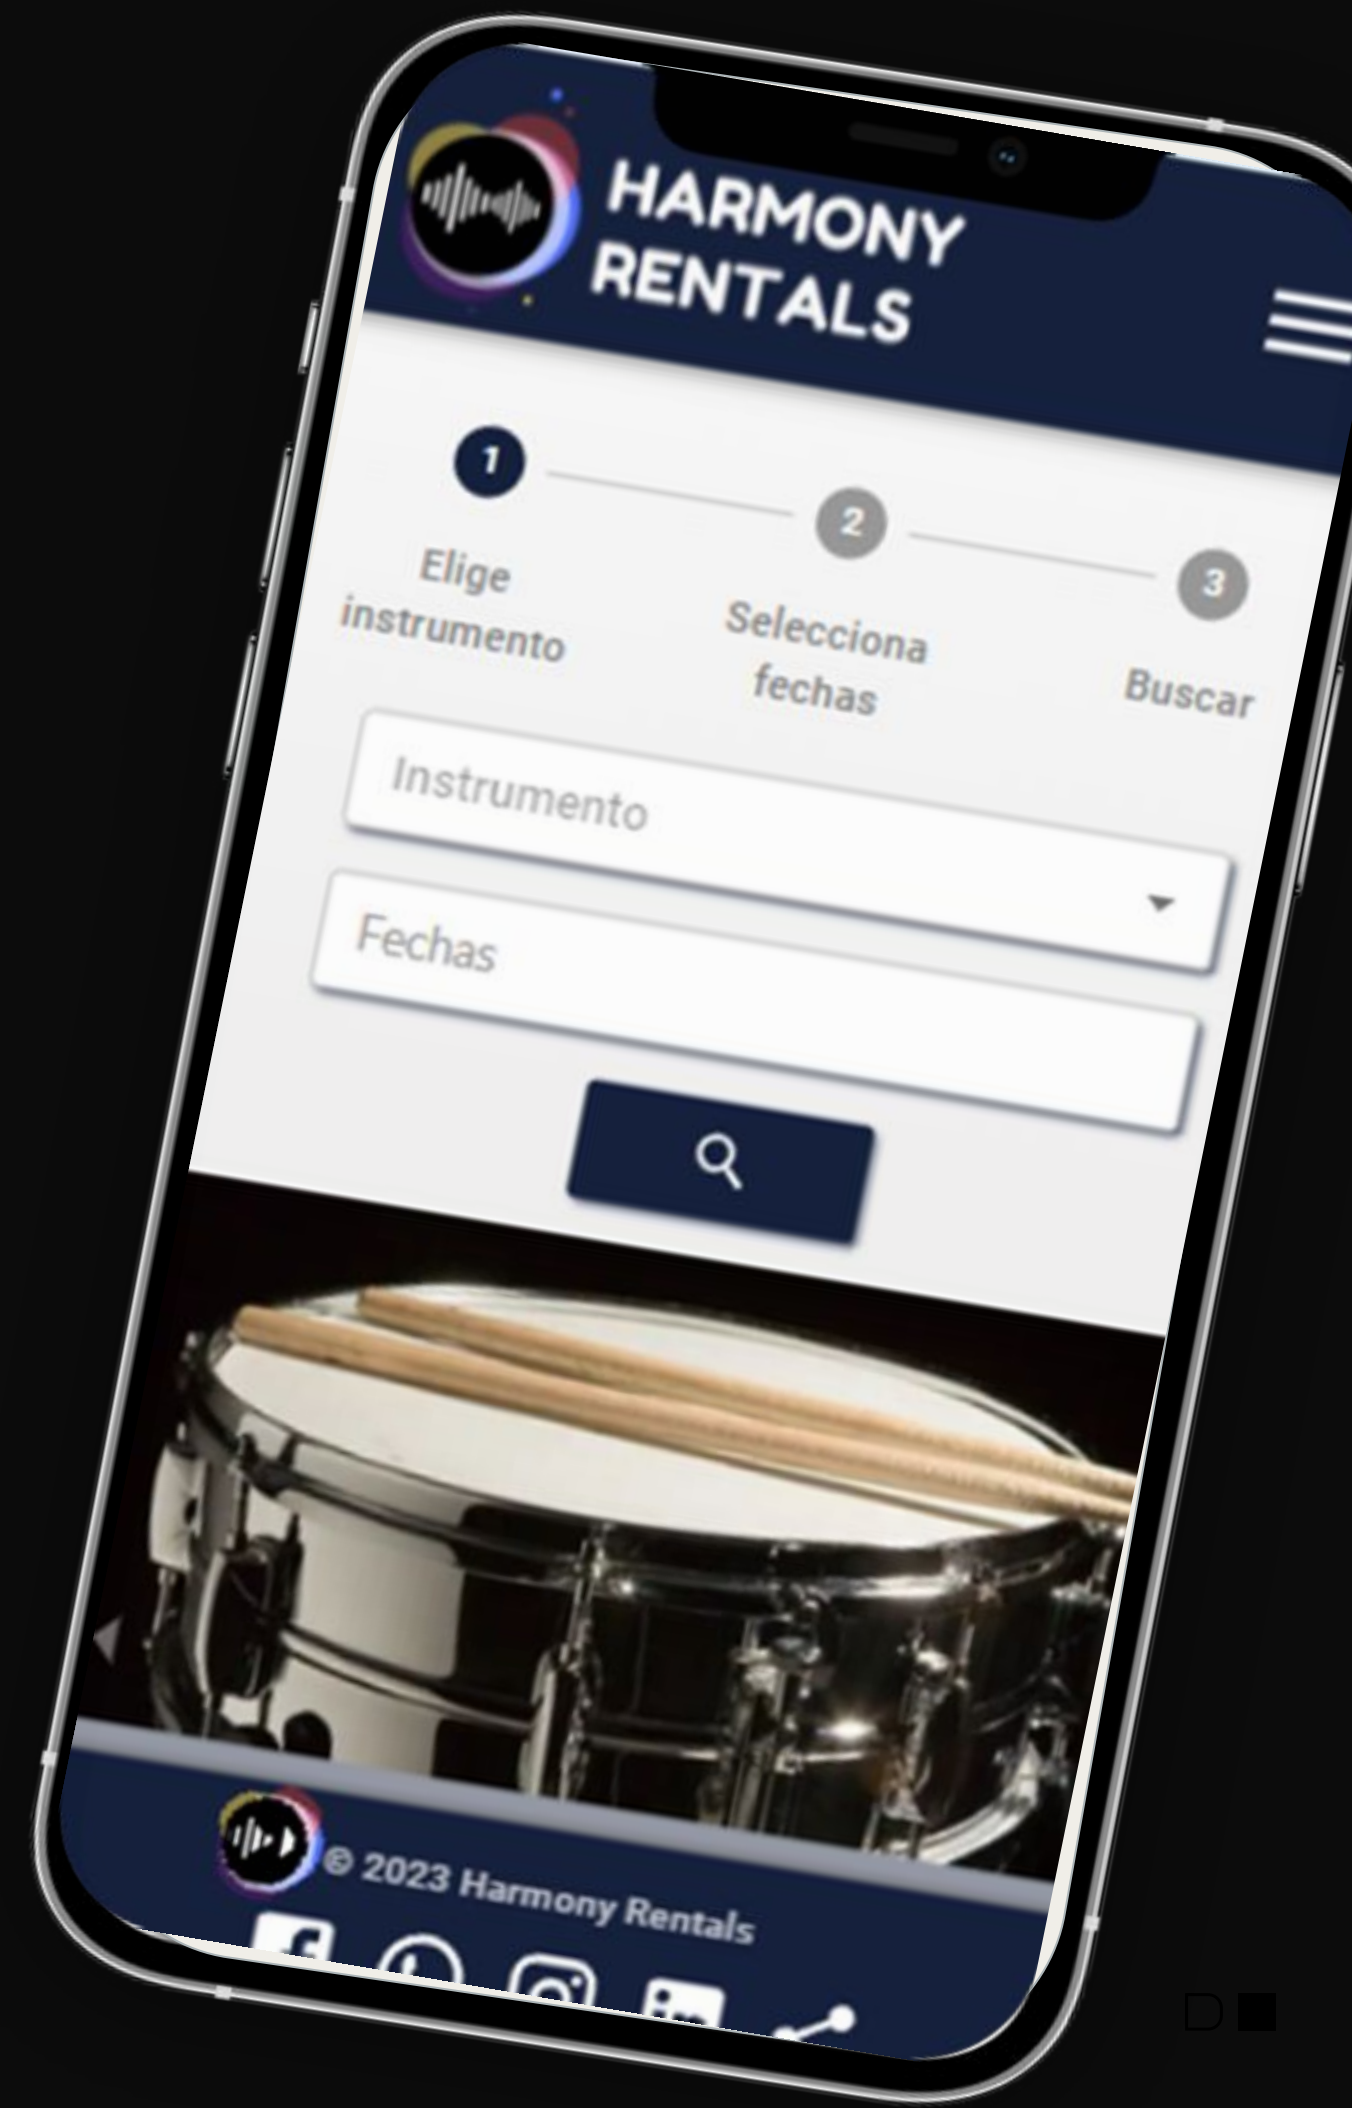 HARMONY
RENTALS
1
2
3
Elige
instrumento
Selecciona
fechas
Buscar
Instrumento
Fechas
© 2023 Harmony Rentals